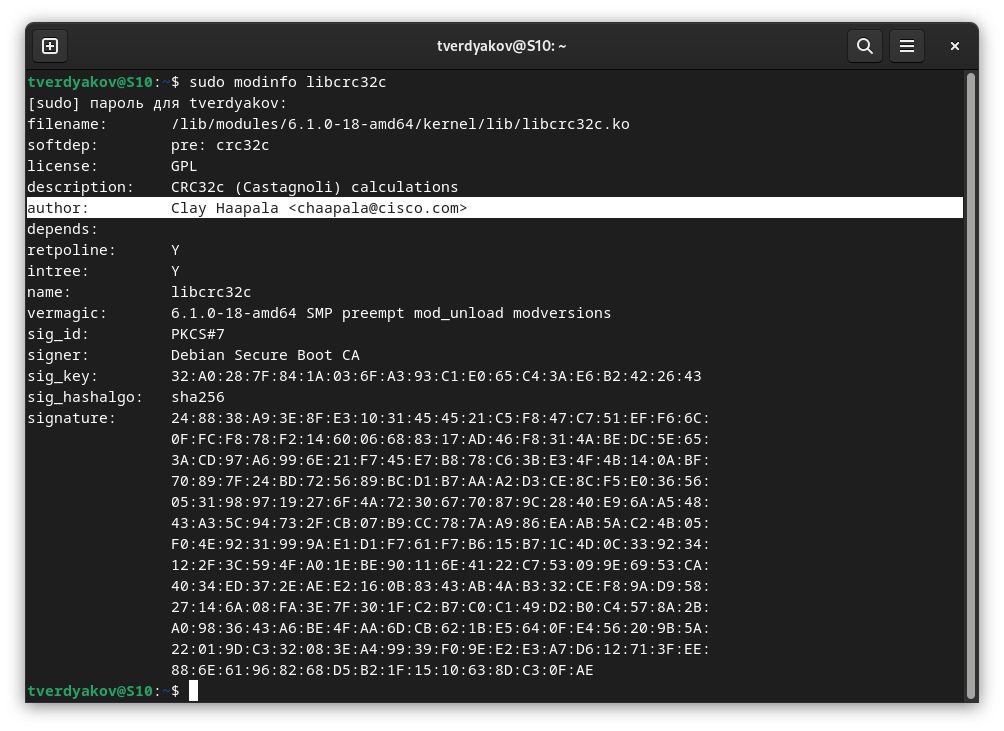 tverdyakov@S10: ~
tverdyakov@S10:~$ sudo modinfo libcrc32c
[sudo] пароль для tverdyakov:
filename:       /lib/modules/6.1.0-18-amd64/kernel/lib/libcrc32c.ko
softdep:        pre: crc32c
license:        GPL
description:    CRC32c (Castagnoli) calculations
author:         Clay Haapala <chaapala@cisco.com>
depends:
retpoline:      Y
intree:         Y
name:           libcrc32c
vermagic:       6.1.0-18-amd64 SMP preempt mod_unload modversions
sig_id:         PKCS#7
signer:         Debian Secure Boot CA
sig_key:        32:A0:28:7F:84:1A:03:6F:A3:93:C1:E0:65:C4:3A:E6:B2:42:26:43
sig_hashalgo:   sha256
signature:      24:88:38:A9:3E:8F:E3:10:31:45:45:21:C5:F8:47:C7:51:EF:F6:6C:
0F:FC:F8:78:F2:14:60:06:68:83:17:AD:46:F8:31:4A:BE:DC:5E:65:
3A:CD:97:A6:99:6E:21:F7:45:E7:B8:78:C6:3B:E3:4F:4B:14:0A:BF:
70:89:7F:24:BD:72:56:89:BC:D1:B7:AA:A2:D3:CE:8C:F5:E0:36:56:
05:31:98:97:19:27:6F:4A:72:30:67:70:87:9C:28:40:E9:6A:A5:48:
43:A3:5C:94:73:2F:CB:07:B9:CC:78:7A:A9:86:EA:AB:5A:C2:4B:05:
F0:4E:92:31:99:9A:E1:D1:F7:61:F7:B6:15:B7:1C:4D:0C:33:92:34:
12:2F:3C:59:4F:A0:1E:BE:90:11:6E:41:22:C7:53:09:9E:69:53:CA:
40:34:ED:37:2E:AE:E2:16:0B:83:43:AB:4A:B3:32:CE:F8:9A:D9:58:
27:14:6A:08:FA:3E:7F:30:1F:C2:B7:C0:C1:49:D2:B0:C4:57:8A:2B:
A0:98:36:43:A6:BE:4F:AA:6D:CB:62:1B:E5:64:0F:E4:56:20:9B:5A:
22:01:9D:C3:32:08:3E:A4:99:39:F0:9E:E2:E3:A7:D6:12:71:3F:EE:
88:6E:61:96:82:68:D5:B2:1F:15:10:63:8D:C3:0F:AE
tverdyakov@S10:~$